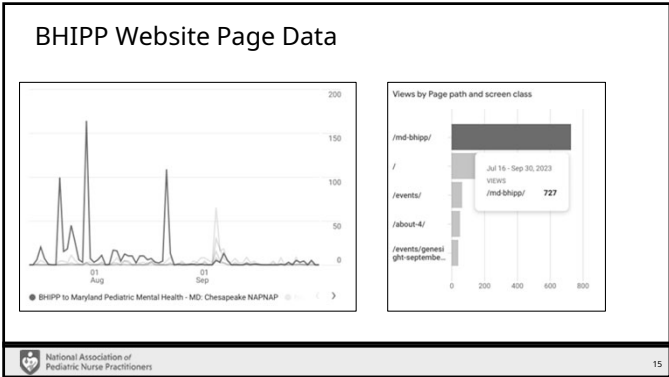 BHIPP Website Page Data
200
150
100
50
0
01
Aug
01
Sep
BHIPP to Maryland Pediatric Mental Health - MD: Chesapeake NAPNAP
Views by Page path and screen class
/md-bhipp/
/
/events/
/about-4/
/events/genesi
ght-septembe...
Jul 16 - Sep 30, 2023
VIEWS
/md-bhipp/ 727
0 200 400 600 800
National Association of
Pediatric Nurse Practitioners
15